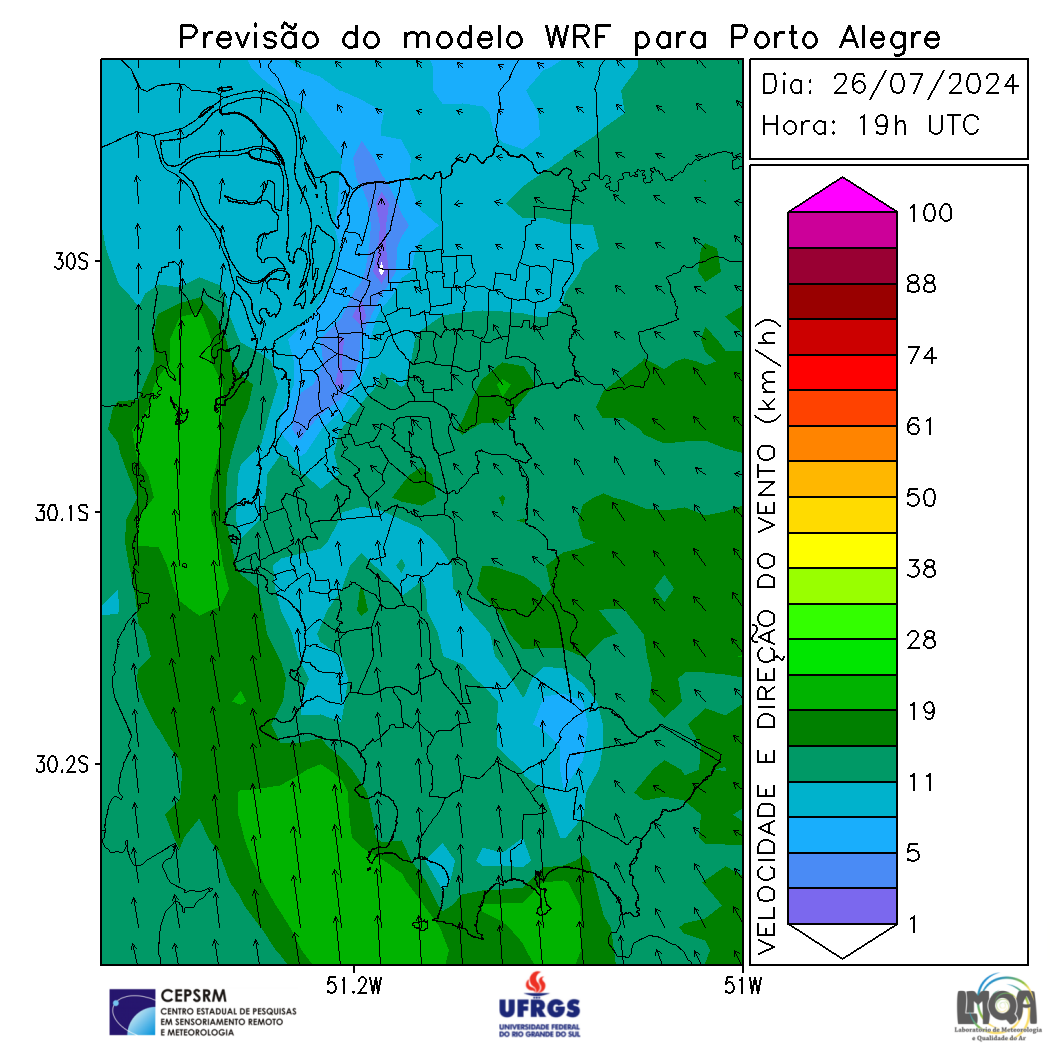 Previsão do modelo WRF para Porto Alegre
Dia: 26/07/2024
Hora: 19h UTC
30S
30.1S
30.2S
51.2W
51W
VELOCIDADE E DIREÇÃO DO VENTO (km/h)
100
88
74
61
50
38
28
19
11
5
1
CEPSRM
CENTRO ESTADUAL DE PESQUISAS
EM SENSORIAMENTO REMOTO
E METEOROLOGIA
UFRGS
UNIVERSIDADE FEDERAL
DO RIO GRANDE DO SUL
LMQA
Laboratório de Meteorologia
e Qualidade do Ar